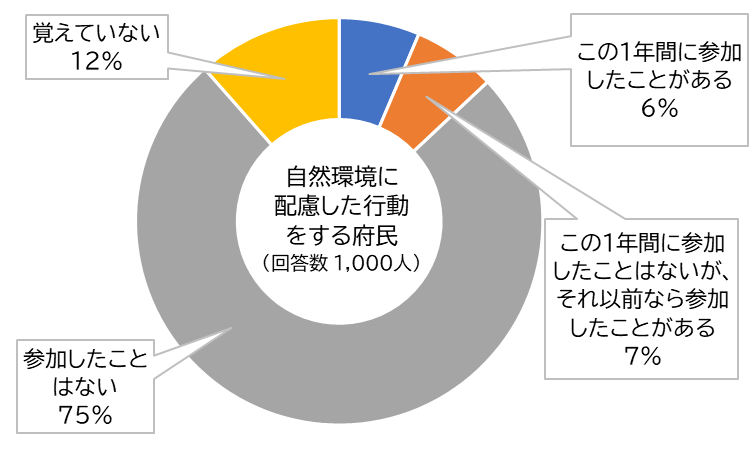 覚えていない
12%
この1年間に参加
したことがある
6%
自然環境に
配慮した行動
をする府民
（回答数 1,000人）
この1年間に参加
したことはないが、
それ以前なら参加
したことがある
7%
参加したこと
はない
75%